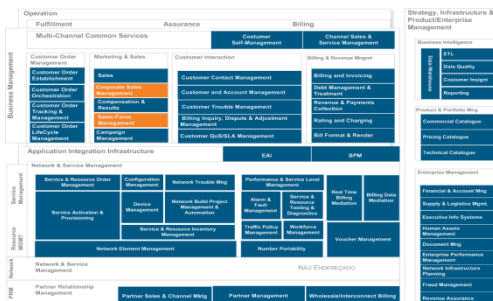 Operation
Fulfillment
Assurance
Billing
Multi-Channel Common Services
Costumer
Self-Management
Channel Sales &
Service Management
Business Management
Customer Order
Management
Customer Order
Establishment
Customer Order
Orchestration
Customer Order
Tracking &
Management
Customer Order
LifeCycle
Management
Marketing & Sales
Sales
Corporate Sales
Management
Compensation &
Results
Sales-Force
Management
Campaign
Management
Customer Interaction
Customer Contact Management
Customer and Account Management
Customer Trouble Management
Billing Inquiry, Dispute & Adjustment
Management
Customer QoS/SLA Management
Billing & Revenue Mngmt
Billing and Invoicing
Debt Management &
Treatment
Revenue & Payments
Collection
Rating and Charging
Bill Format & Render
Application Integration Infrastructure
EAI
BPM
Network & Service Management
Service
Management
Resource
MGMT
Service & Resource Order
Management
Service Activation &
Provisioning
Configuration
Management
Network Trouble Mng
Device
Management
Network Build Project
Management &
Automation
Service & Resource Inventory
Management
Network Element Management
Performance & Service Level
Management
Alarm &
Fault
Management
Service &
Resource
Testing &
Diagnostics
Traffic Policy
Management
Workforce
Management
Number Portability
Real Time
Billing
Mediation
Billing Data
Mediation
Voucher Management
Network
Network & Service
Management
NÃO ENDEREÇADO
PRM
Partner Relationship
Management
Partner Sales & Channel Mktg
Partner Management
Wholesale/Interconnect Billing
Strategy, Infrastructure &
Product/Enterprise
Management
Business Intelligence
Data Warehouse
ETL
Data Quality
Customer Insight
Reporting
Product & Portfolio Mng
Commercial Catalogue
Pricing Catalogue
Technical Catalogue
Enterprise Management
Financial & Account Mng
Supply & Logistic Mgmt.
Executive Info Systems
Human Assets
Management
Document Mng
Enterprise Performance
Management
Network Infrastructure
Planning
Fraud Management
Revenue Assurance